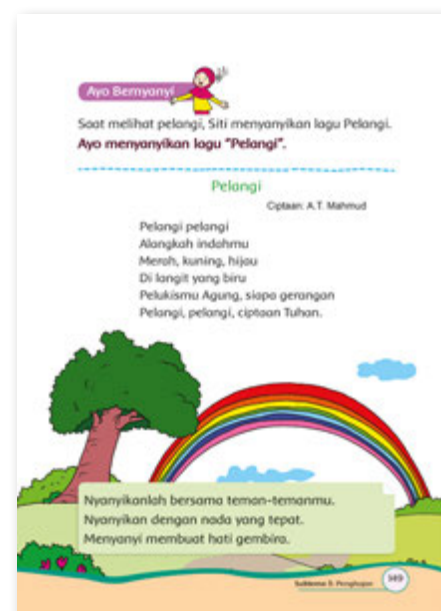 Ayo Bernyanyi
Saat melihat pelangi, Siti menyanyikan lagu Pelangi.
Ayo menyanyikan lagu "Pelangi".
Pelangi
Ciptaan: A.T. Mahmud
Pelangi pelangi
Alangkah indahmu
Merah, kuning, hijau
Di langit yang biru
Pelukismu Agung, siapa gerangan
Pelangi, pelangi, ciptaan Tuhan.
Nyanyikanlah bersama teman-temanmu.
Nyanyikan dengan nada yang tepat.
Menyanyi membuat hati gembira.
Subtema 3: Penghujan
149